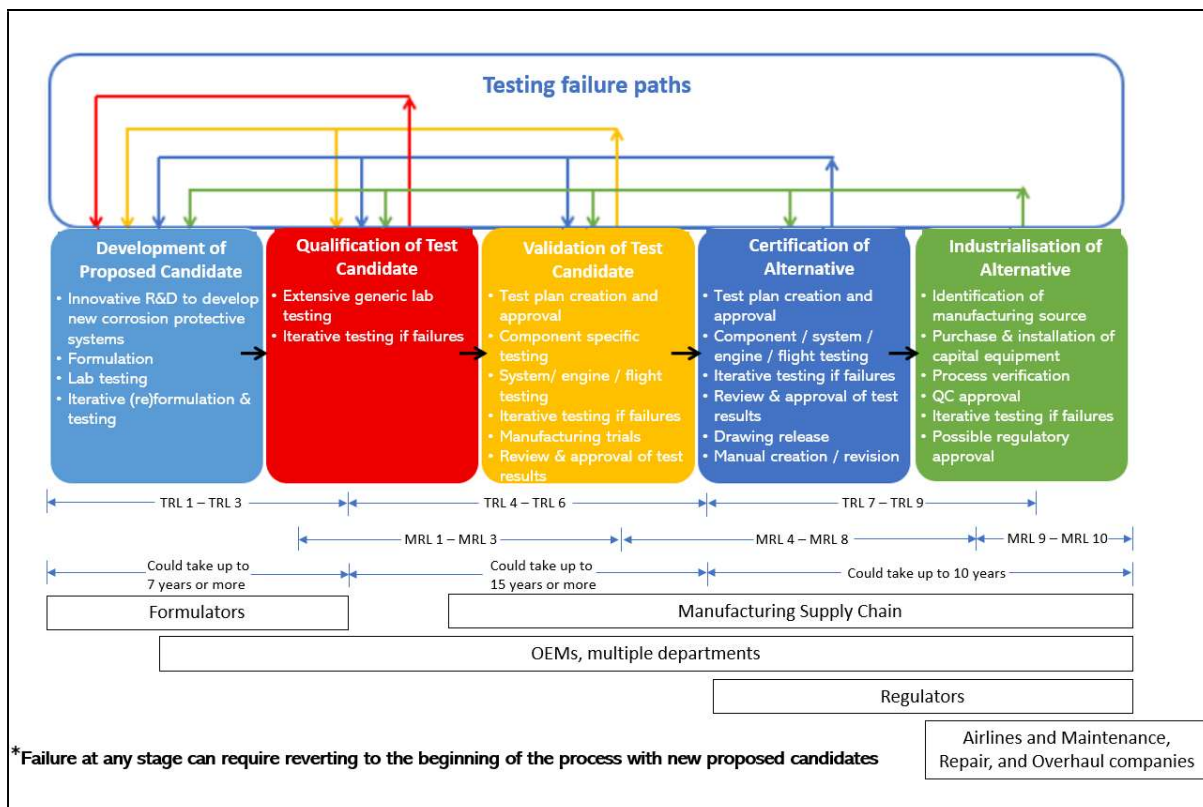 Testing failure paths
Development of
Proposed Candidate
• Innovative R&D to develop
new corrosion protective
systems
• Formulation
• Lab testing
• Iterative (re)formulation &
testing
Qualification of Test
Candidate
• Extensive generic lab
testing
• Iterative testing if failures
Validation of Test
Candidate
• Test plan creation and
approval
• Component specific
testing
• System/ engine / flight
testing
• Iterative testing if failures
• Manufacturing trials
• Review & approval of test
results
Certification of
Alternative
• Test plan creation and
approval
• Component / system /
engine / flight testing
• Iterative testing if failures
• Review & approval of test
results
• Drawing release
• Manual creation / revision
Industrialisation of
Alternative
• Identification of
manufacturing source
• Purchase & installation of
capital equipment
• Process verification
• QC approval
• Iterative testing if failures
• Possible regulatory
approval
TRL 1 – TRL 3
TRL 4 – TRL 6
TRL 7 – TRL 9
MRL 1 – MRL 3
MRL 4 – MRL 8
MRL 9 – MRL 10
Could take up to
7 years or more
Could take up to
15 years or more
Could take up to 10 years
Formulators
Manufacturing Supply Chain
OEMs, multiple departments
Regulators
Airlines and Maintenance,
Repair, and Overhaul companies
*Failure at any stage can require reverting to the beginning of the process with new proposed candidates